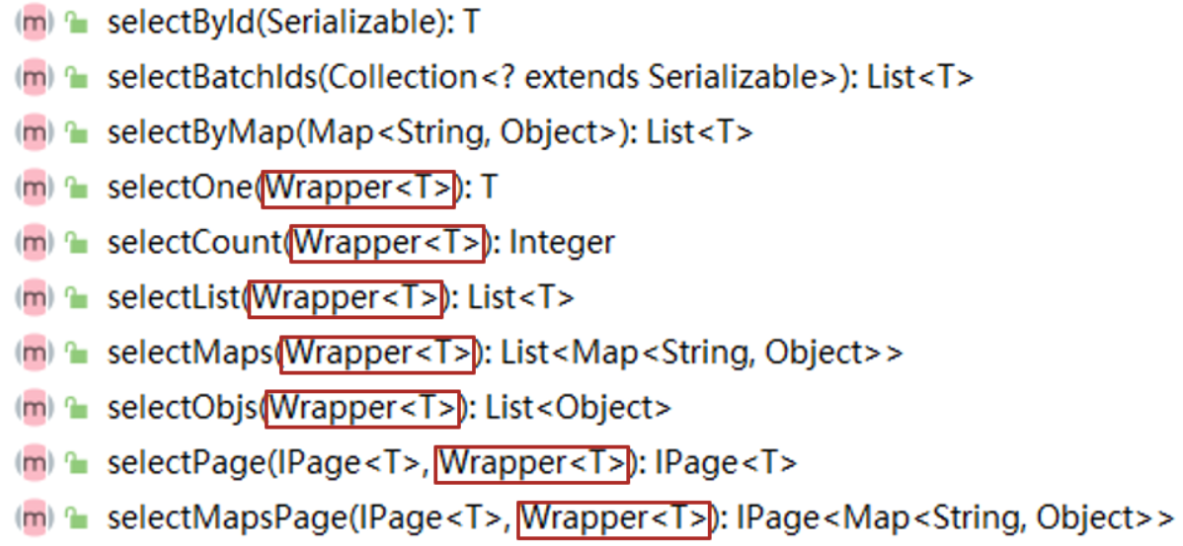 m selectById(Serializable): T
m selectBatchIds(Collection<? extends Serializable>): List<T>
m selectByMap(Map<String, Object>): List<T>
m selectOne(Wrapper<T>): T
m selectCount(Wrapper<T>): Integer
m selectList(Wrapper<T>): List<T>
m selectMaps(Wrapper<T>): List<Map<String, Object>>
m selectObjs(Wrapper<T>): List<Object>
m selectPage(IPage<T>, Wrapper<T>): IPage<T>
m selectMapsPage(IPage<T>, Wrapper<T>): IPage<Map<String, Object>>